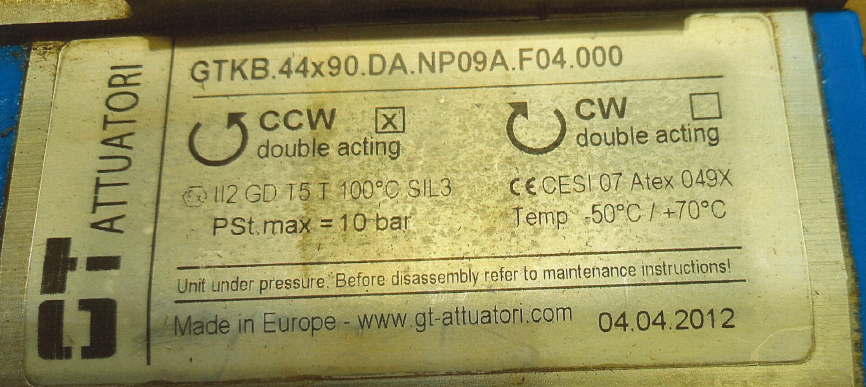 GT ATTUATORI
GTKB.44x90.DA.NP09A.F04.000
CCW X
double acting
CW
double acting
II2 GD T5 T 100°C SIL3
PSt.max = 10 bar
CE CESI 07 Atex 049X
Temp -50°C / +70°C
Unit under pressure. Before disassembly refer to maintenance instructions!
Made in Europe - www.gt-attuatori.com 04.04.2012